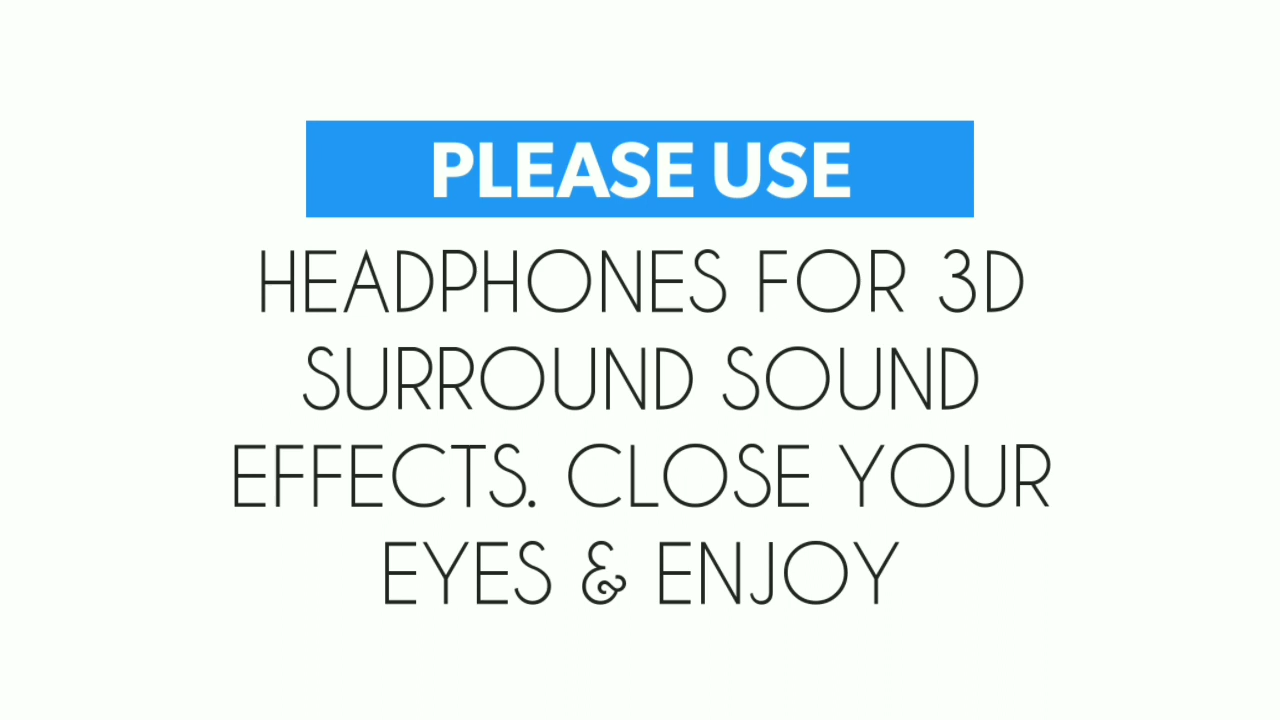 PLEASE USE
HEADPHONES FOR 3D
SURROUND SOUND
EFFECTS. CLOSE YOUR
EYES & ENJOY